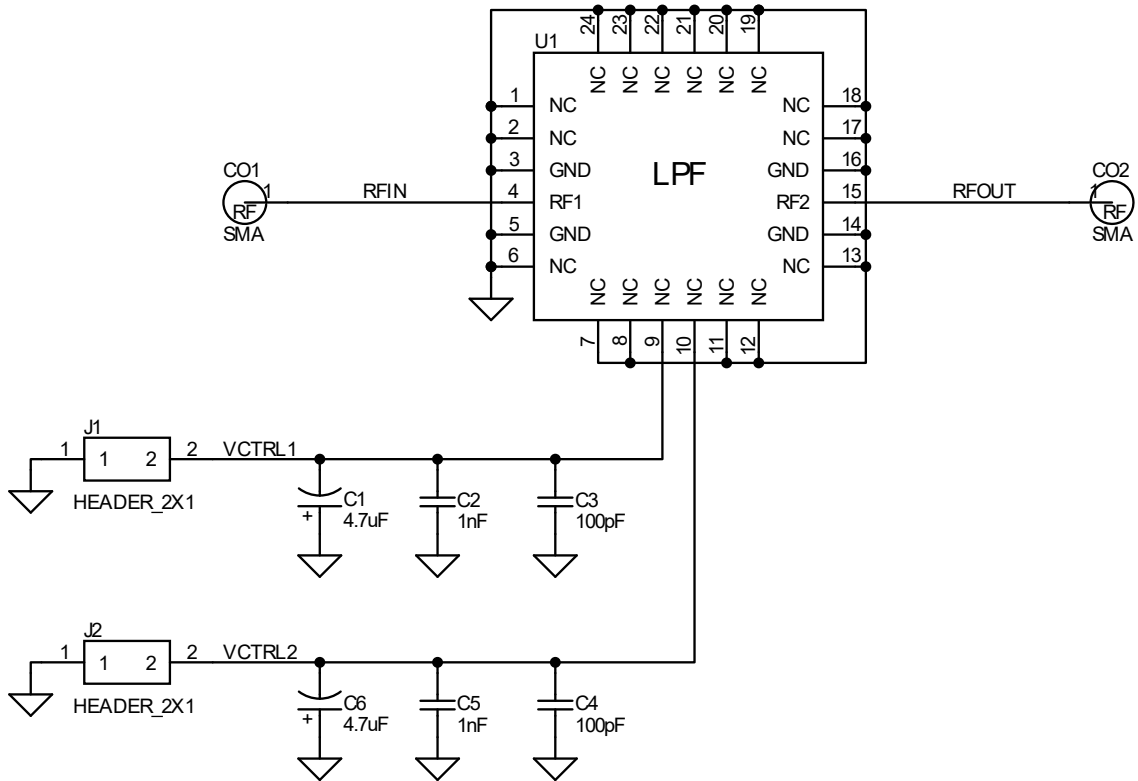 24 23 22 21 20 19
U1
NC NC NC NC NC NC
1 NC NC 18
2 NC NC 17
3 GND LPF GND 16
CO1 1 RF SMA RFIN 4 RF1 RF2 15 RFOUT CO2 1 RF SMA
5 GND GND 14
6 NC NC 13
NC NC NC NC NC NC
7 8 9 10 11 12
J1
1 1 2 2 VCTRL1
HEADER_2X1
+ C1 4.7uF
C2 1nF
C3 100pF
J2
1 1 2 2 VCTRL2
HEADER_2X1
+ C6 4.7uF
C5 1nF
C4 100pF